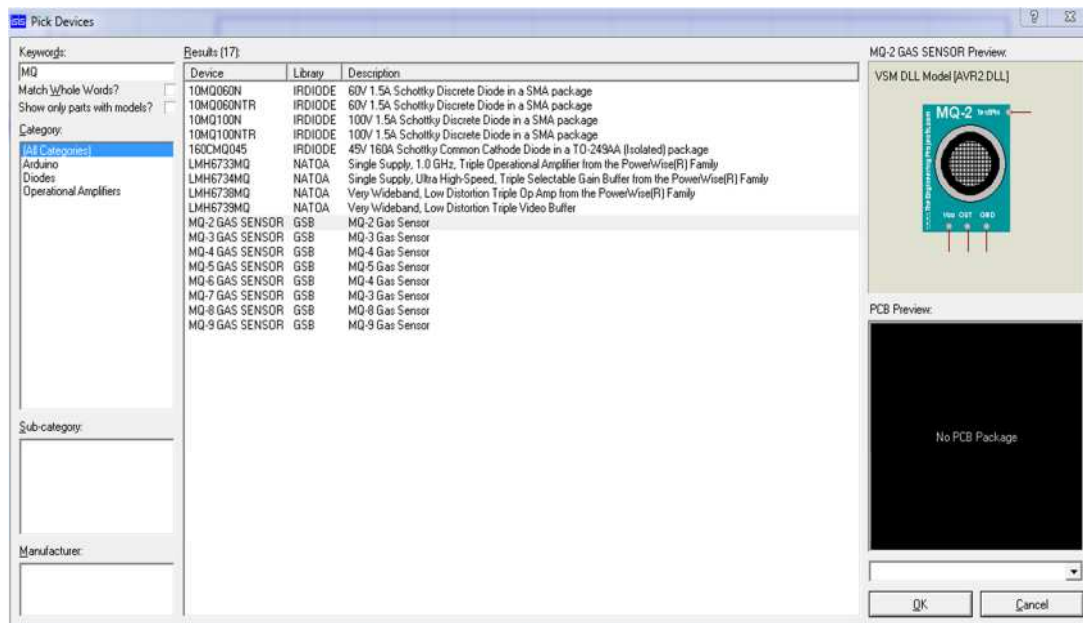 isis Pick Devices
Keywords:
MQ
Match Whole Words?
Show only parts with models?
Category:
(All Categories)
Arduino
Diodes
Operational Amplifiers
Sub-category:
Manufacturer:
Results (17):
Device Library Description
10MQ060N IRDIODE 60V 1.5A Schottky Discrete Diode in a SMA package
10MQ060NTR IRDIODE 60V 1.5A Schottky Discrete Diode in a SMA package
10MQ100N IRDIODE 100V 1.5A Schottky Discrete Diode in a SMA package
10MQ100NTR IRDIODE 100V 1.5A Schottky Discrete Diode in a SMA package
160CMQ045 IRDIODE 45V 160A Schottky Common Cathode Diode in a TO-249AA (Isolated) package
LMH6733MQ NATOA Single Supply, 1.0 GHz, Triple Operational Amplifier from the PowerWise(R) Family
LMH6734MQ NATOA Single Supply, Ultra High-Speed, Triple Selectable Gain Buffer from the PowerWise(R) Family
LMH6738MQ NATOA Very Wideband, Low Distortion Triple Op Amp from the PowerWise(R) Family
LMH6739MQ NATOA Very Wideband, Low Distortion Triple Video Buffer
MQ-2 GAS SENSOR GSB MQ-2 Gas Sensor
MQ-3 GAS SENSOR GSB MQ-3 Gas Sensor
MQ-4 GAS SENSOR GSB MQ-4 Gas Sensor
MQ-5 GAS SENSOR GSB MQ-5 Gas Sensor
MQ-6 GAS SENSOR GSB MQ-4 Gas Sensor
MQ-7 GAS SENSOR GSB MQ-3 Gas Sensor
MQ-8 GAS SENSOR GSB MQ-8 Gas Sensor
MQ-9 GAS SENSOR GSB MQ-9 Gas Sensor
MQ-2 GAS SENSOR Preview:
VSM DLL Model [AVR2.DLL]
MQ-2 TestPin
Vcc OUT GND
PCB Preview:
No PCB Package
OK
Cancel